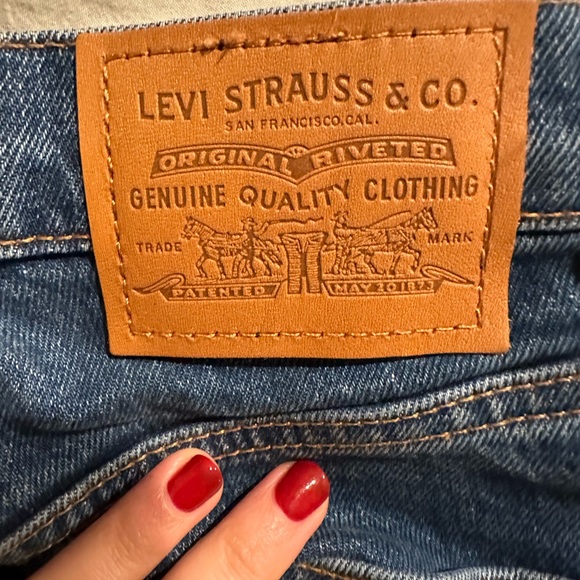 LEVI STRAUSS & CO.
SAN FRANCISCO, CAL.
ORIGINAL RIVETED
GENUINE QUALITY CLOTHING
TRADE MARK
PATENTED MAY 20 1873